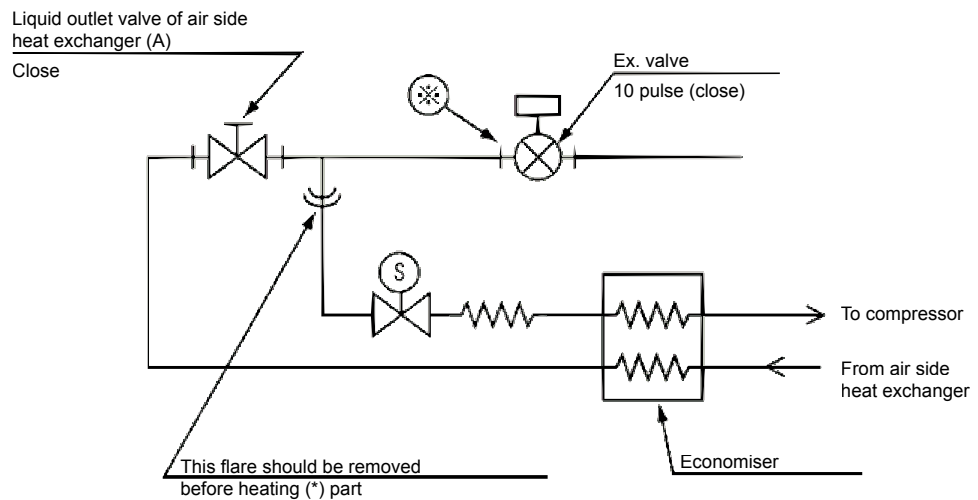 Liquid outlet valve of air side
heat exchanger (A)
Close
Ex. valve
10 pulse (close)
※
S
To compressor
From air side
heat exchanger
Economiser
This flare should be removed
before heating (*) part